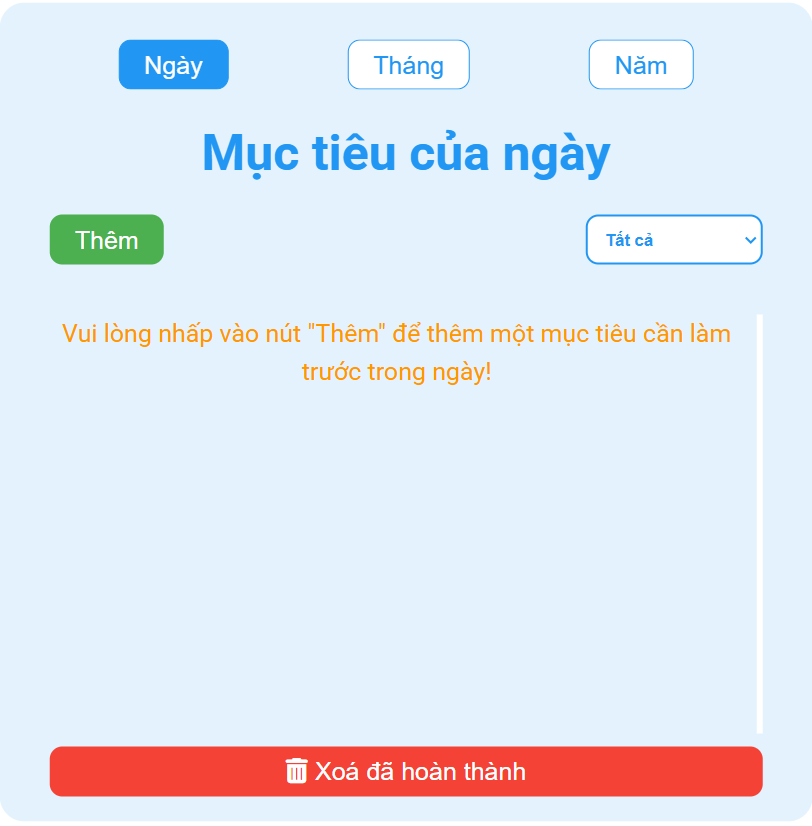 Ngày
Tháng
Năm
Mục tiêu của ngày
Thêm
Tất cả
Vui lòng nhấp vào nút "Thêm" để thêm một mục tiêu cần làm
trước trong ngày!
Xoá đã hoàn thành